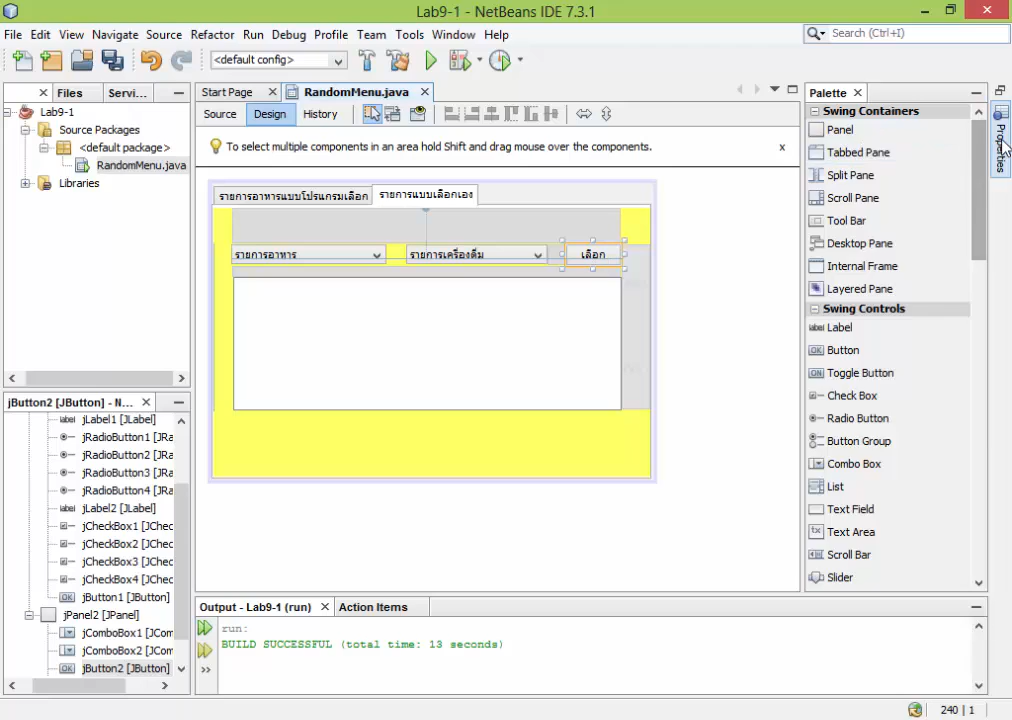 Lab9-1 - NetBeans IDE 7.3.1
File Edit View Navigate Source Refactor Run Debug Profile Team Tools Window Help
Search (Ctrl+I)
<default config>
Files Servi...
Start Page RandomMenu.java
Palette
Lab9-1
Source Packages
<default package>
RandomMenu.java
Libraries
Source Design History
To select multiple components in an area hold Shift and drag mouse over the components. x
รายการอาหารแบบโปรแกรมเลือก รายการแบบเลือกเอง
รายการอาหาร รายการเครื่องดื่ม เลือก
Swing Containers
Panel
Tabbed Pane
Split Pane
Scroll Pane
Tool Bar
Desktop Pane
Internal Frame
Layered Pane
Swing Controls
Label
Button
Toggle Button
Check Box
Radio Button
Button Group
Combo Box
List
Text Field
Text Area
Scroll Bar
Slider
Properties
jButton2 [JButton] - N...
jLabel1 [JLabel]
jRadioButton1 [JRa
jRadioButton2 [JRa
jRadioButton3 [JRa
jRadioButton4 [JRa
jLabel2 [JLabel]
jCheckBox1 [JChec
jCheckBox2 [JChec
jCheckBox3 [JChec
jCheckBox4 [JChec
jButton1 [JButton]
jPanel2 [JPanel]
jComboBox1 [JCom
jComboBox2 [JCom
jButton2 [JButton]
Output - Lab9-1 (run) Action Items
run:
BUILD SUCCESSFUL (total time: 13 seconds)
240 | 1